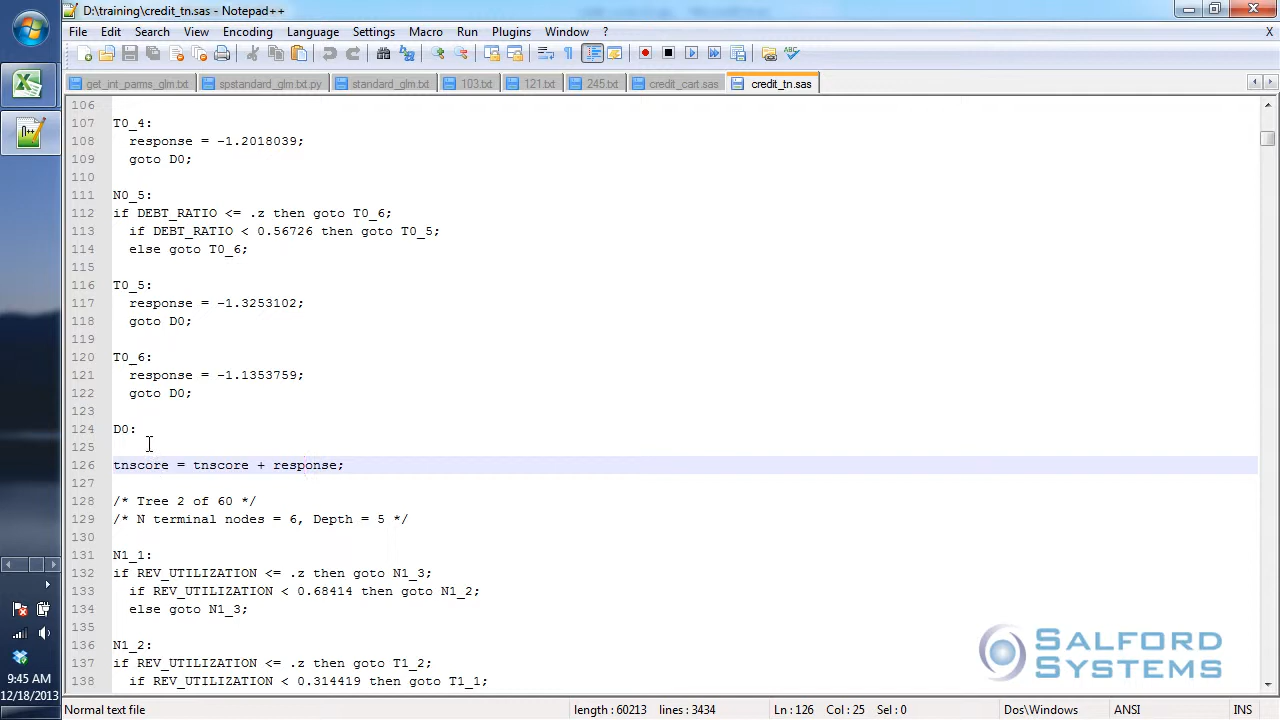 D:\training\credit_tn.sas - Notepad++
File Edit Search View Encoding Language Settings Macro Run Plugins Window ?
X
get_int_parms_glm.txt spstandard_glm.txt.py standard_glm.txt 103.txt 121.txt 245.txt credit_cart.sas credit_tn.sas
106
107 T0_4:
108 response = -1.2018039;
109 goto D0;
110
111 N0_5:
112 if DEBT_RATIO <= .z then goto T0_6;
113 if DEBT_RATIO < 0.56726 then goto T0_5;
114 else goto T0_6;
115
116 T0_5:
117 response = -1.3253102;
118 goto D0;
119
120 T0_6:
121 response = -1.1353759;
122 goto D0;
123
124 D0:
125
126 tnscore = tnscore + response;
127
128 /* Tree 2 of 60 */
129 /* N terminal nodes = 6, Depth = 5 */
130
131 N1_1:
132 if REV_UTILIZATION <= .z then goto N1_3;
133 if REV_UTILIZATION < 0.68414 then goto N1_2;
134 else goto N1_3;
135
136 N1_2:
137 if REV_UTILIZATION <= .z then goto T1_2;
138 if REV_UTILIZATION < 0.314419 then goto T1_1;
SALFORD
SYSTEMS
9:45 AM
12/18/2013
Normal text file length : 60213 lines : 3434 Ln : 126 Col : 25 Sel : 0 Dos\Windows ANSI INS